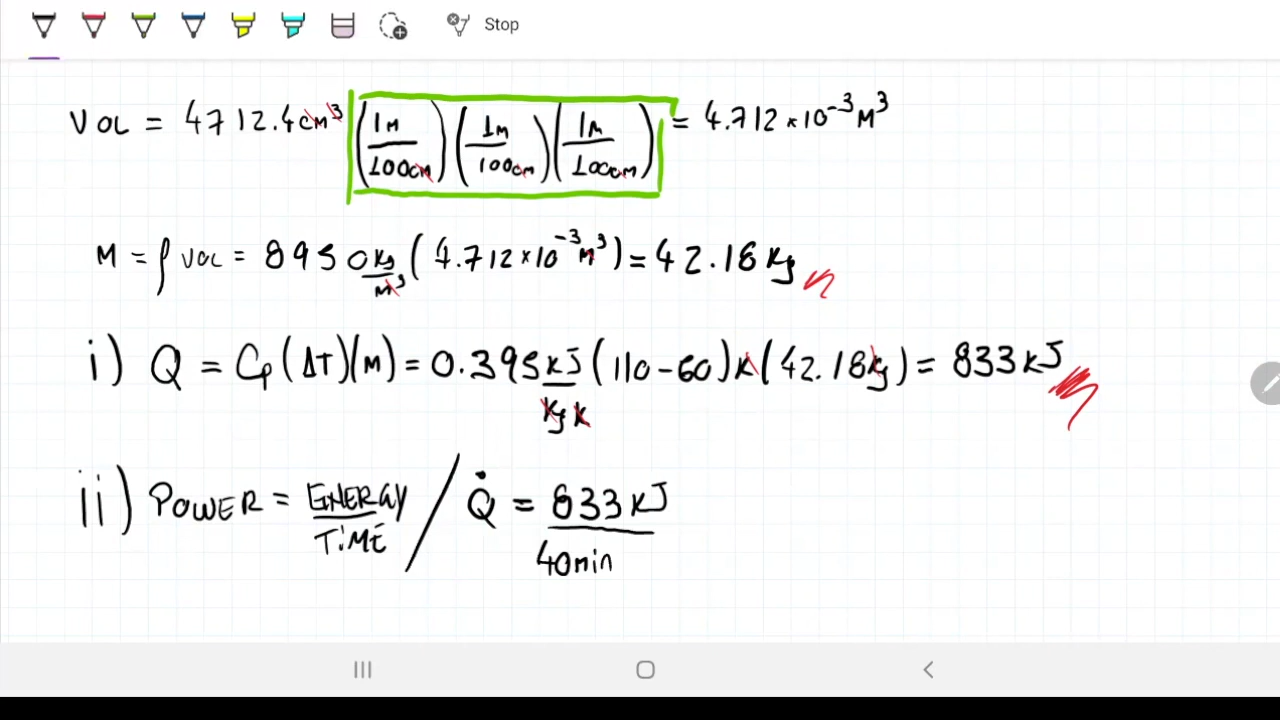 Stop
VOL = 4712.4cm³ (1M/100cm) (1M/100cm) (1M/100cm) = 4.712×10⁻³M³
M = ρ VOL = 8950 kg/M³ (4.712×10⁻³M³) = 42.18 kg
i) Q = Cp (ΔT)(M) = 0.395 kJ/kg K (110-60) K (42.18kg) = 833 kJ
ii) POWER = ENERGY/TIME / Q̇ = 833 kJ/40min